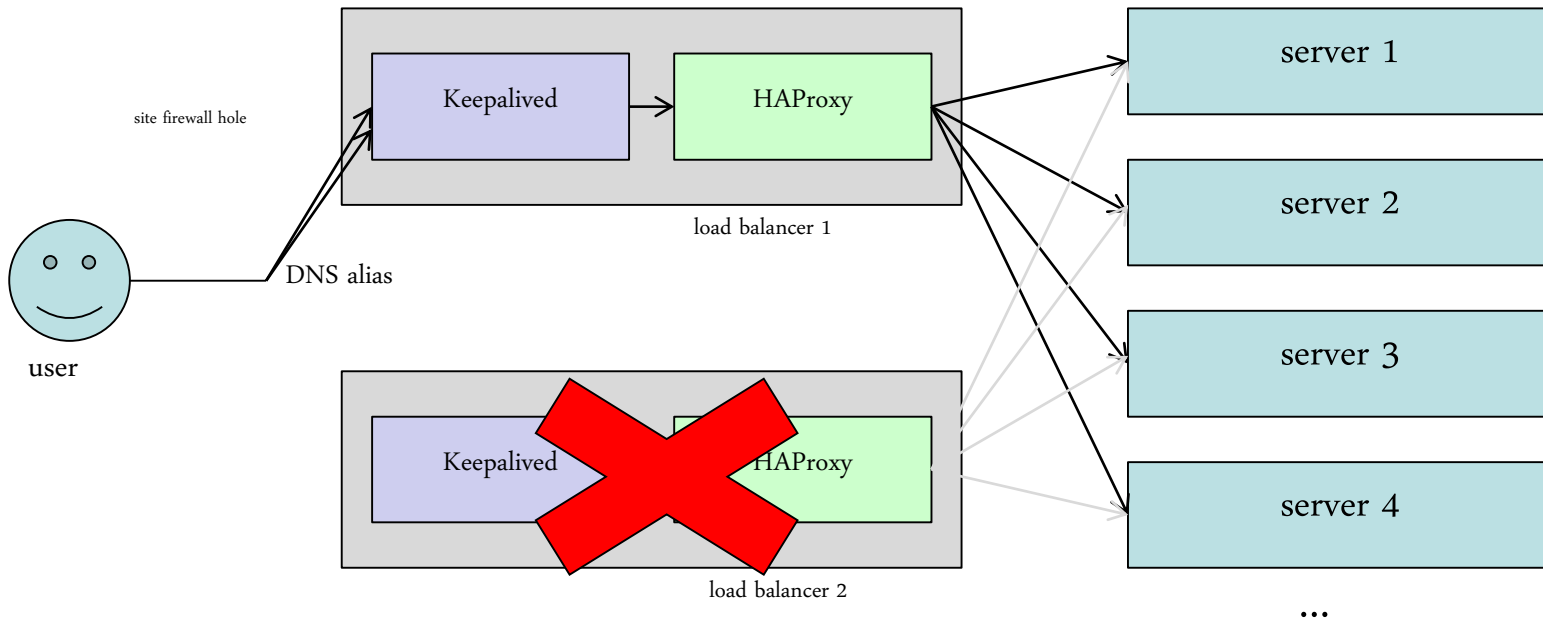 Keepalived
HAProxy
server 1
site firewall hole
server 2
load balancer 1
DNS alias
user
server 3
Keepalived
HAProxy
server 4
load balancer 2
...